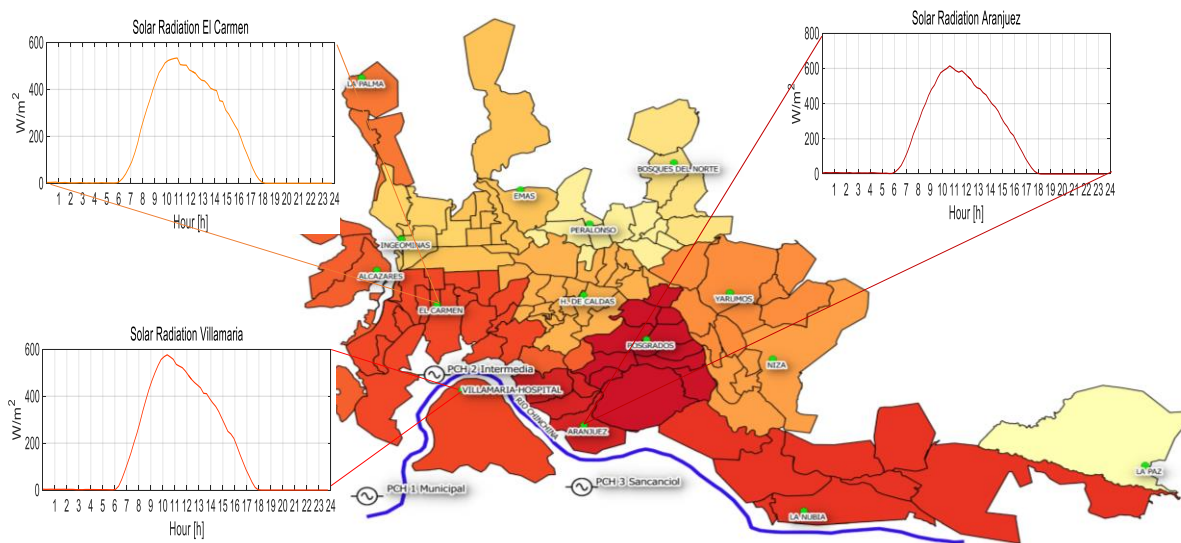 Solar Radiation El Carmen
600
400
200
0
W/m²
1 2 3 4 5 6 7 8 9 10 11 12 13 14 15 16 17 18 19 20 21 22 23 24
Hour [h]
Solar Radiation Aranjuez
800
600
400
200
0
W/m²
1 2 3 4 5 6 7 8 9 10 11 12 13 14 15 16 17 18 19 20 21 22 23 24
Hour [h]
LA PALMA
BOSQUES DEL NORTE
EMAS
PERALONSO
INGEOMINAS
ALCAZARES
EL CARMEN
H. DE CALDAS
YARUMOS
POSGRADOS
NIZA
Solar Radiation Villamaria
600
400
200
0
W/m²
1 2 3 4 5 6 7 8 9 10 11 12 13 14 15 16 17 18 19 20 21 22 23 24
Hour [h]
PCH 2 Intermedia
VILLAMARIA-HOSPITAL
RIO CHINCHINA
ARANJUEZ
LA PAZ
PCH 1 Municipal
PCH 3 Sancanciol
LA NUBIA